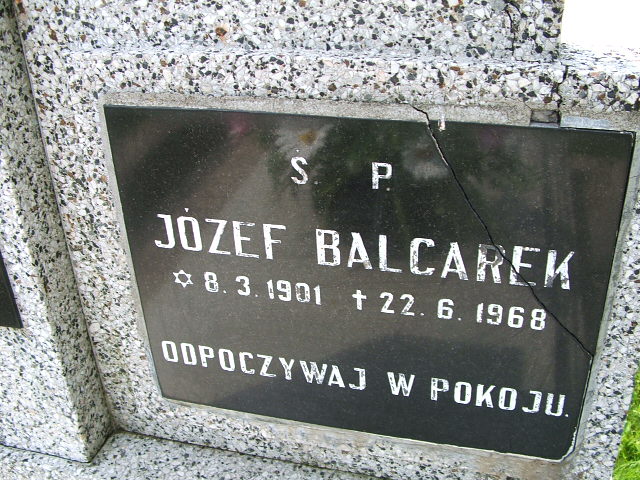 Ś. P.
JÓZEF BALCAREK
✡ 8. 3. 1901 ✝ 22. 6. 1968
ODPOCZYWAJ W POKOJU.